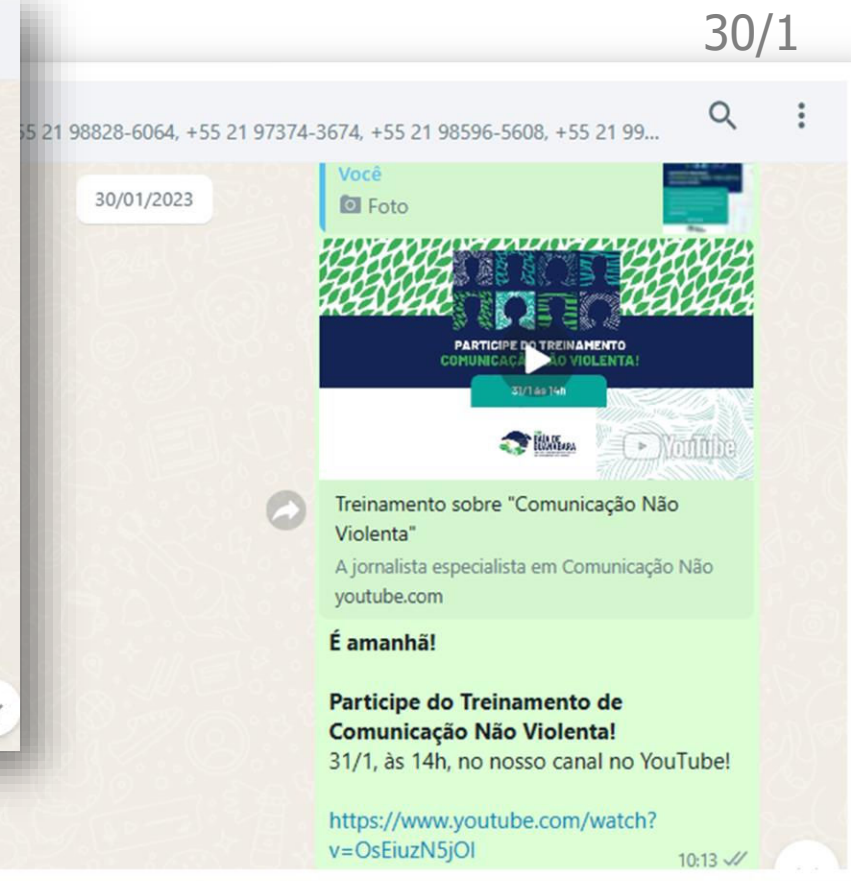 30/1
55 21 98828-6064, +55 21 97374-3674, +55 21 98596-5608, +55 21 99...
30/01/2023
Você
Foto
PARTICIPE DO TREINAMENTO
COMUNICAÇÃO NÃO VIOLENTA!
31/1 às 14h
BAÍA DE
GUANABARA
YouTube
Treinamento sobre "Comunicação Não
Violenta"
A jornalista especialista em Comunicação Não
youtube.com
É amanhã!
Participe do Treinamento de
Comunicação Não Violenta!
31/1, às 14h, no nosso canal no YouTube!
https://www.youtube.com/watch?
v=OsEiuzN5jOI
10:13